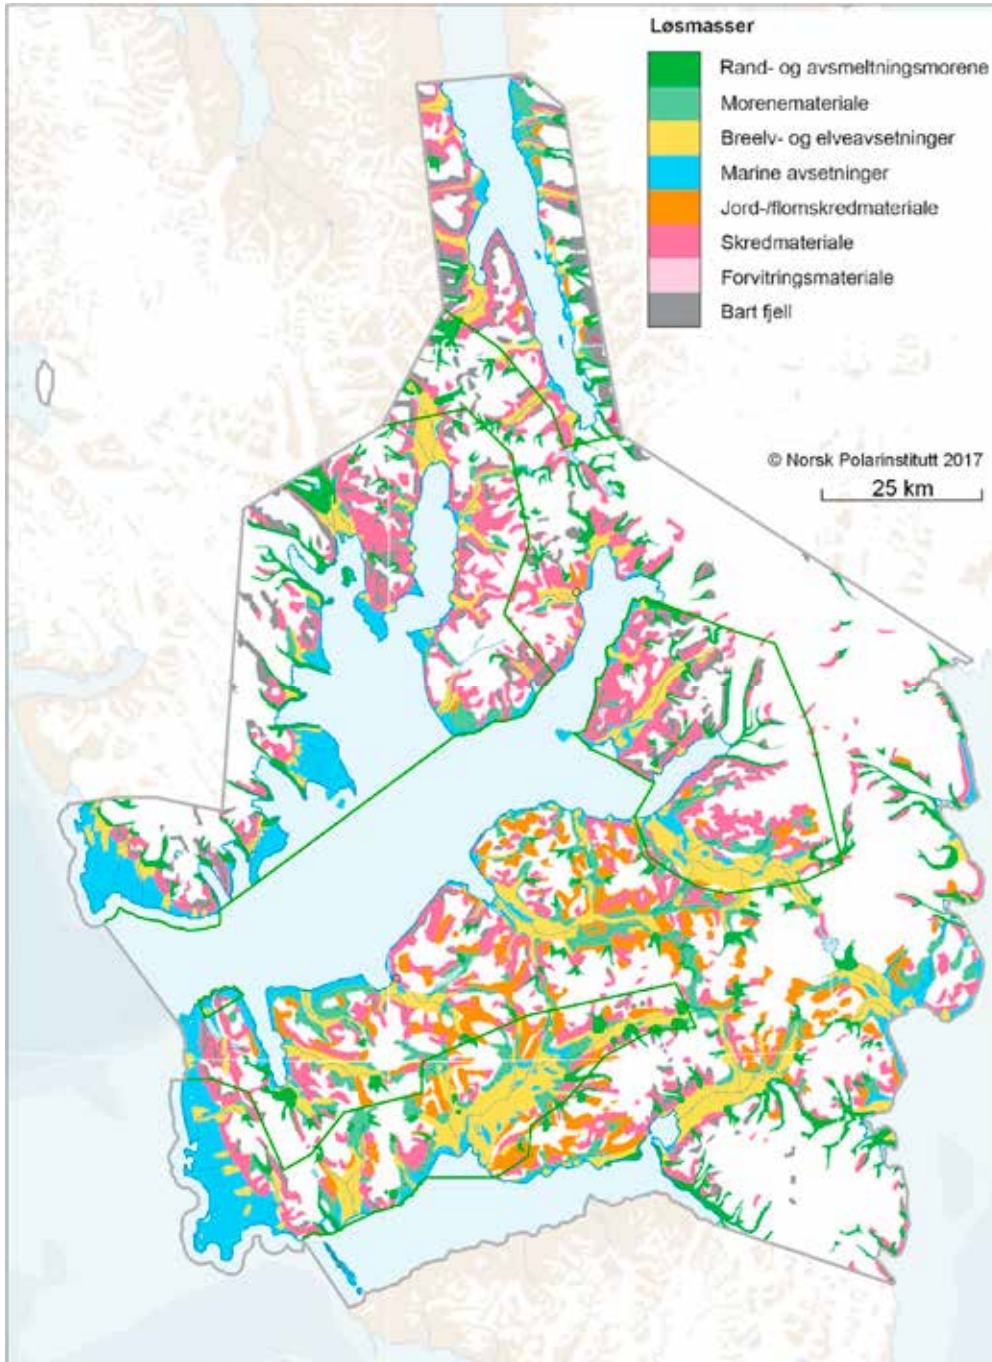 Løsmasser
Rand- og avsmeltningsmorene
Morenemateriale
Breelv- og elveavsetninger
Marine avsetninger
Jord-/flomskredmateriale
Skredmateriale
Forvitringsmateriale
Bart fjell
© Norsk Polarinstitutt 2017
25 km